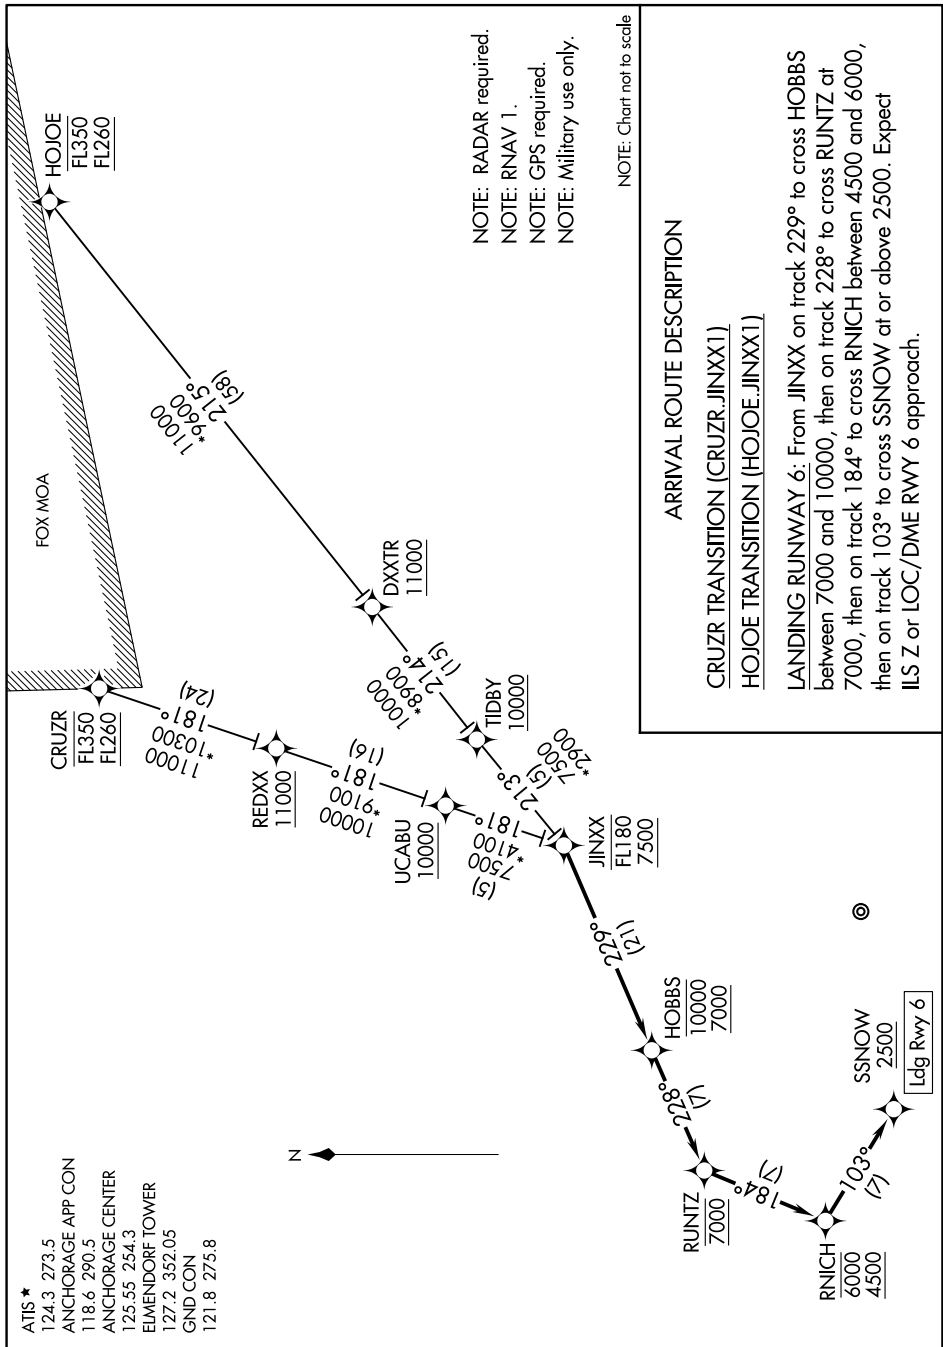 ATIS ★
124.3 273.5
ANCHORAGE APP CON
118.6 290.5
ANCHORAGE CENTER
125.55 254.3
ELMENDORF TOWER
127.2 352.05
GND CON
121.8 275.8
N
FOX MOA
CRUZR
FL350
FL260
HOJOE
FL350
FL260
11000
*10300
181°
(24)
REDXX
11000
10000
*9100
181°
(16)
UCABU
10000
(5)
7500
*4100
181°
11000
*9600
215°
(58)
DXXTR
11000
10000
*8900
214°
(15)
TIDBY
10000
213°
(5)
7500
*2900
JINXX
FL180
7500
229°
(21)
HOBBS
10000
7000
228°
(7)
RUNTZ
7000
184°
(7)
RNICH
6000
4500
103°
(7)
SSNOW
2500
Ldg Rwy 6
NOTE: RADAR required.
NOTE: RNAV 1.
NOTE: GPS required.
NOTE: Military use only.
NOTE: Chart not to scale
ARRIVAL ROUTE DESCRIPTION
CRUZR TRANSITION (CRUZR.JINXX1)
HOJOE TRANSITION (HOJOE.JINXX1)
LANDING RUNWAY 6: From JINXX on track 229° to cross HOBBS
between 7000 and 10000, then on track 228° to cross RUNTZ at
7000, then on track 184° to cross RNICH between 4500 and 6000,
then on track 103° to cross SSNOW at or above 2500. Expect
ILS Z or LOC/DME RWY 6 approach.